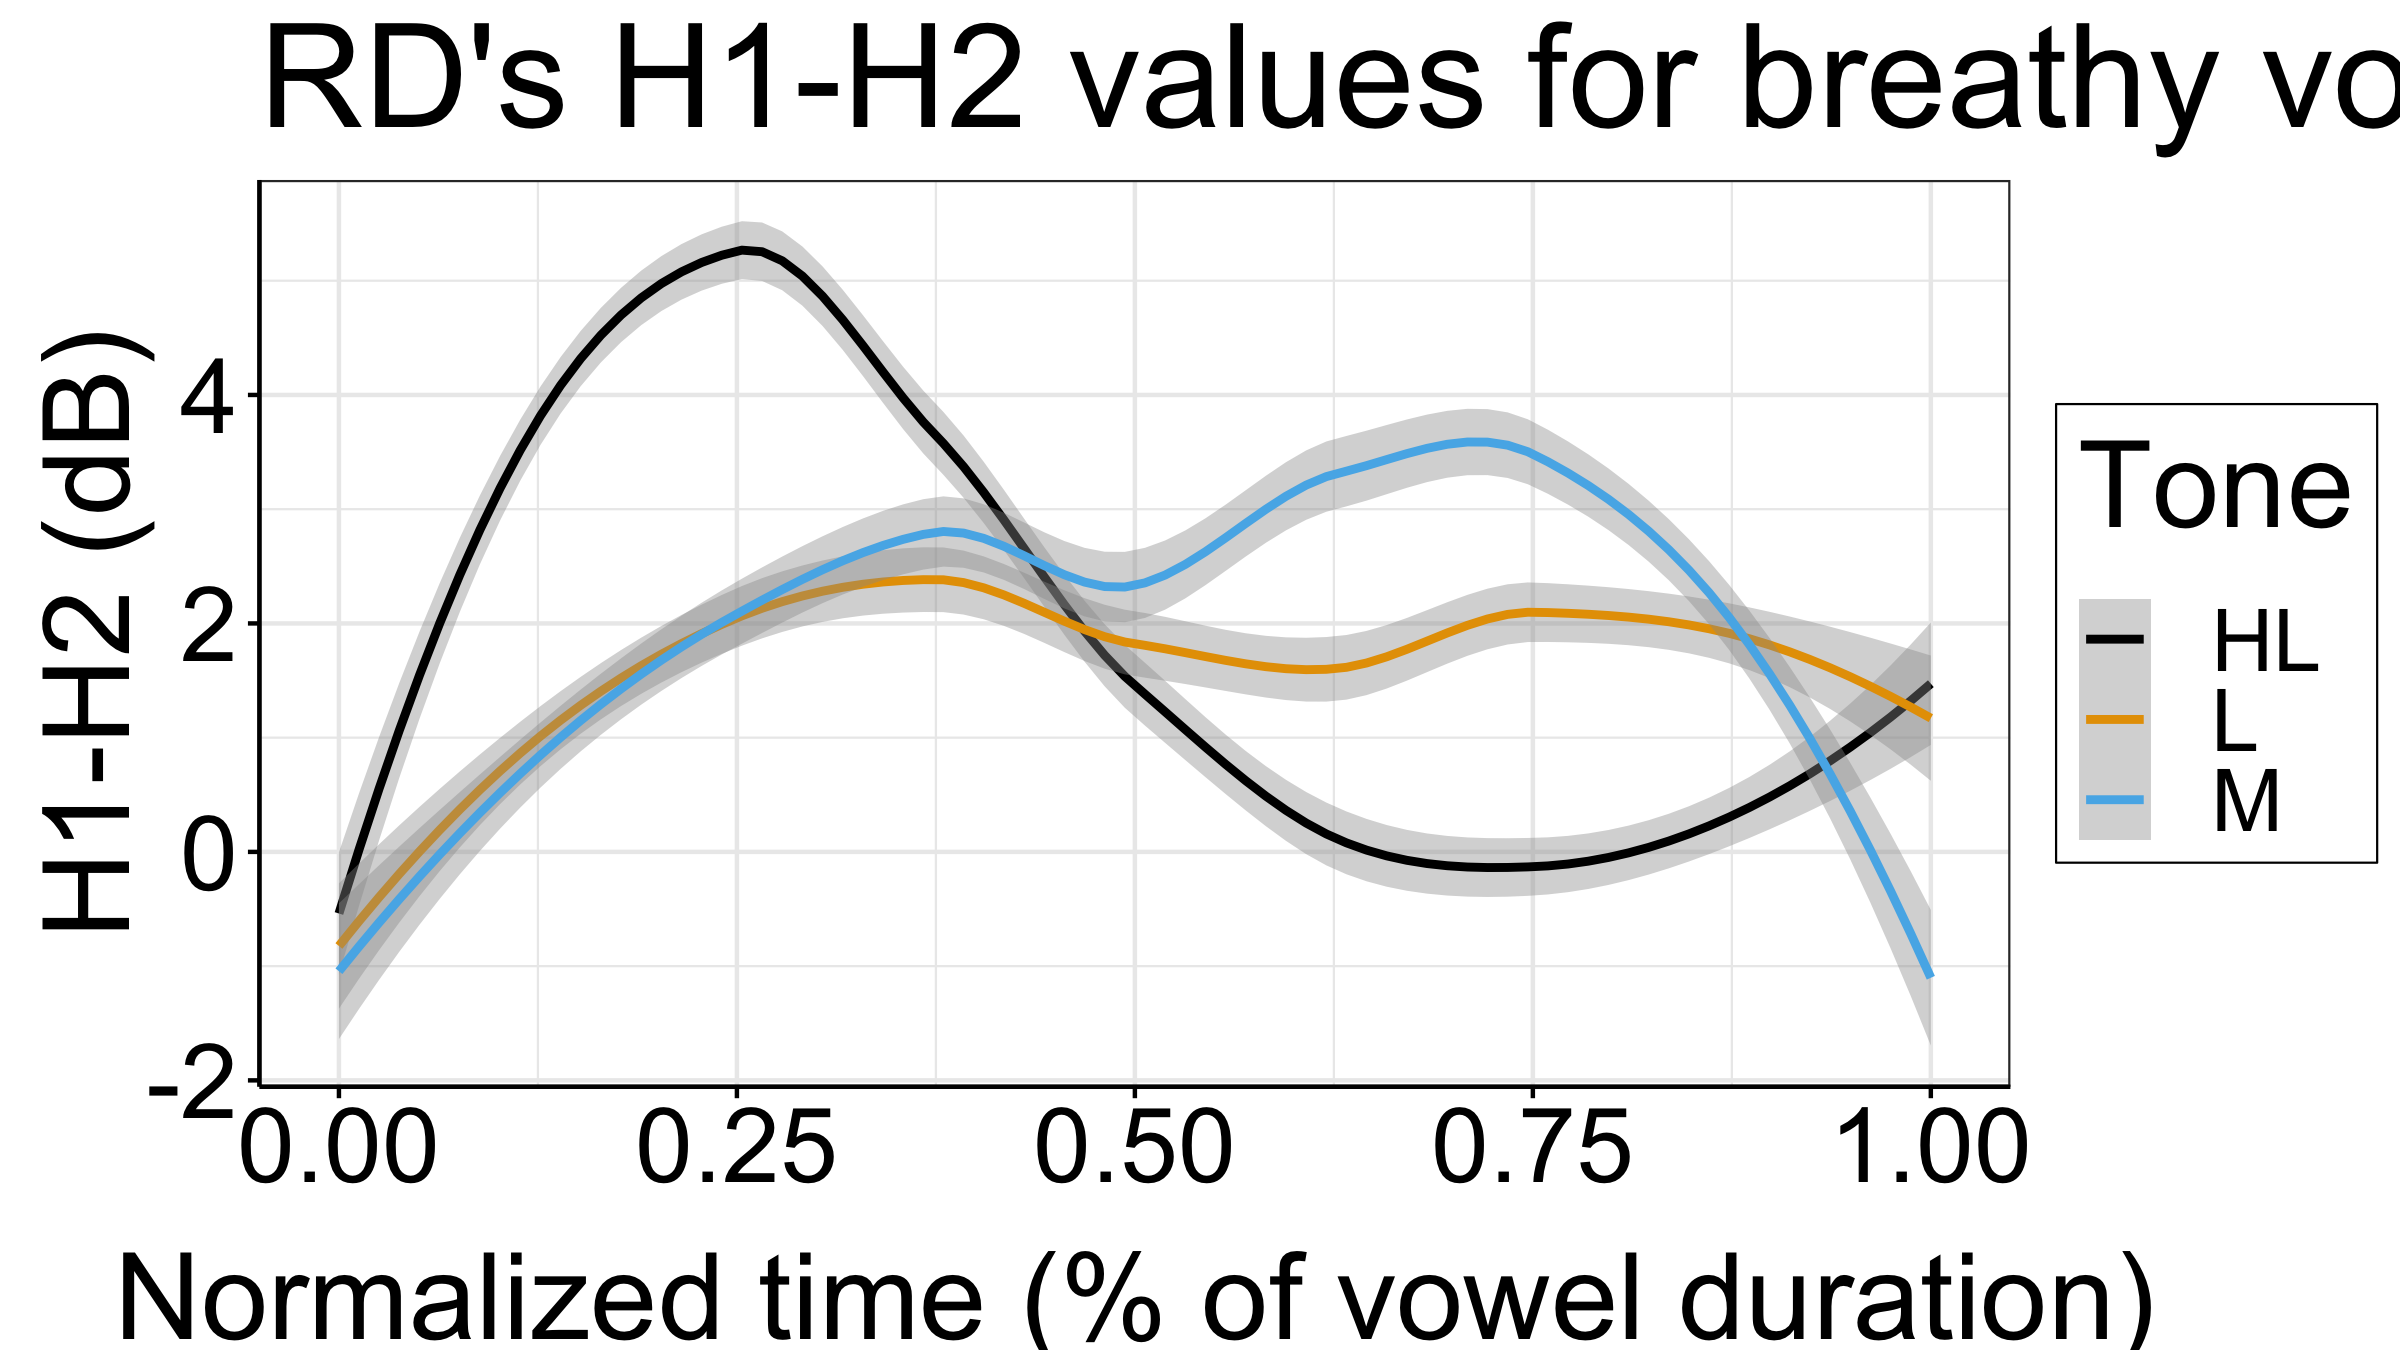 RD's H1-H2 values for breathy
H1-H2 (dB)
4
2
0
-2
0.00 0.25 0.50 0.75 1.00
Normalized time (% of vowel duration)
Tone
HL
L
M